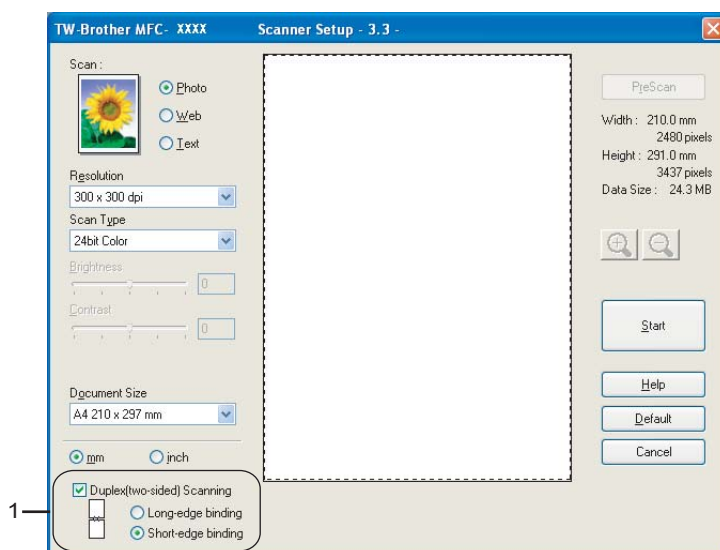 TW-Brother MFC- XXXX Scanner Setup - 3.3 -
Scan :
Photo
Web
Text
Resolution
300 x 300 dpi
Scan Type
24bit Color
Brightness
0
Contrast
0
Document Size
A4 210 x 297 mm
mm inch
1
Duplex(two-sided) Scanning
Long-edge binding
Short-edge binding
PreScan
Width : 210.0 mm
2480 pixels
Height : 291.0 mm
3437 pixels
Data Size : 24.3 MB
Start
Help
Default
Cancel